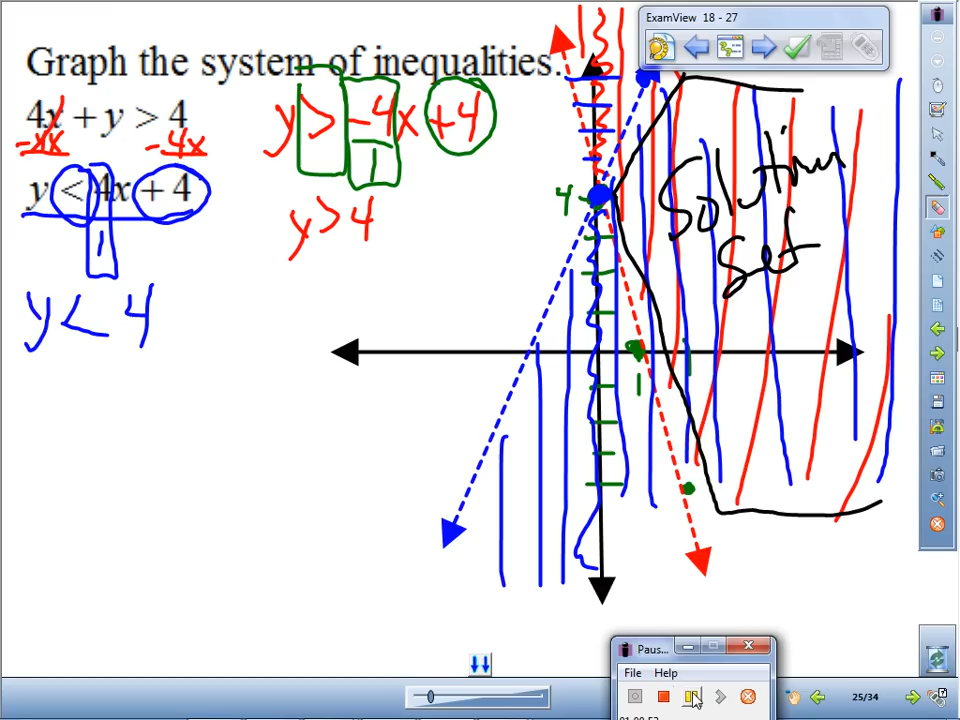 ExamView 18 - 27
Graph the system of inequalities.
4x + y > 4
-4x -4x
y > -4x +4
1
y < 4x + 4
1
y > 4
y < 4
4
1
Solution
Set
Paus...
File Help
25/34